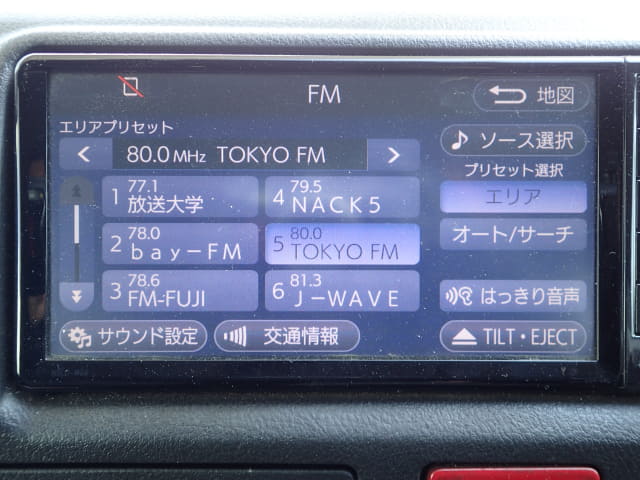 FM
地図
エリアプリセット
80.0 MHz TOKYO FM
ソース選択
プリセット選択
エリア
オート/サーチ
1 77.1 放送大学
4 79.5 NACK5
2 78.0 bay-FM
5 80.0 TOKYO FM
3 78.6 FM-FUJI
6 81.3 J-WAVE
はっきり音声
サウンド設定
交通情報
TILT・EJECT